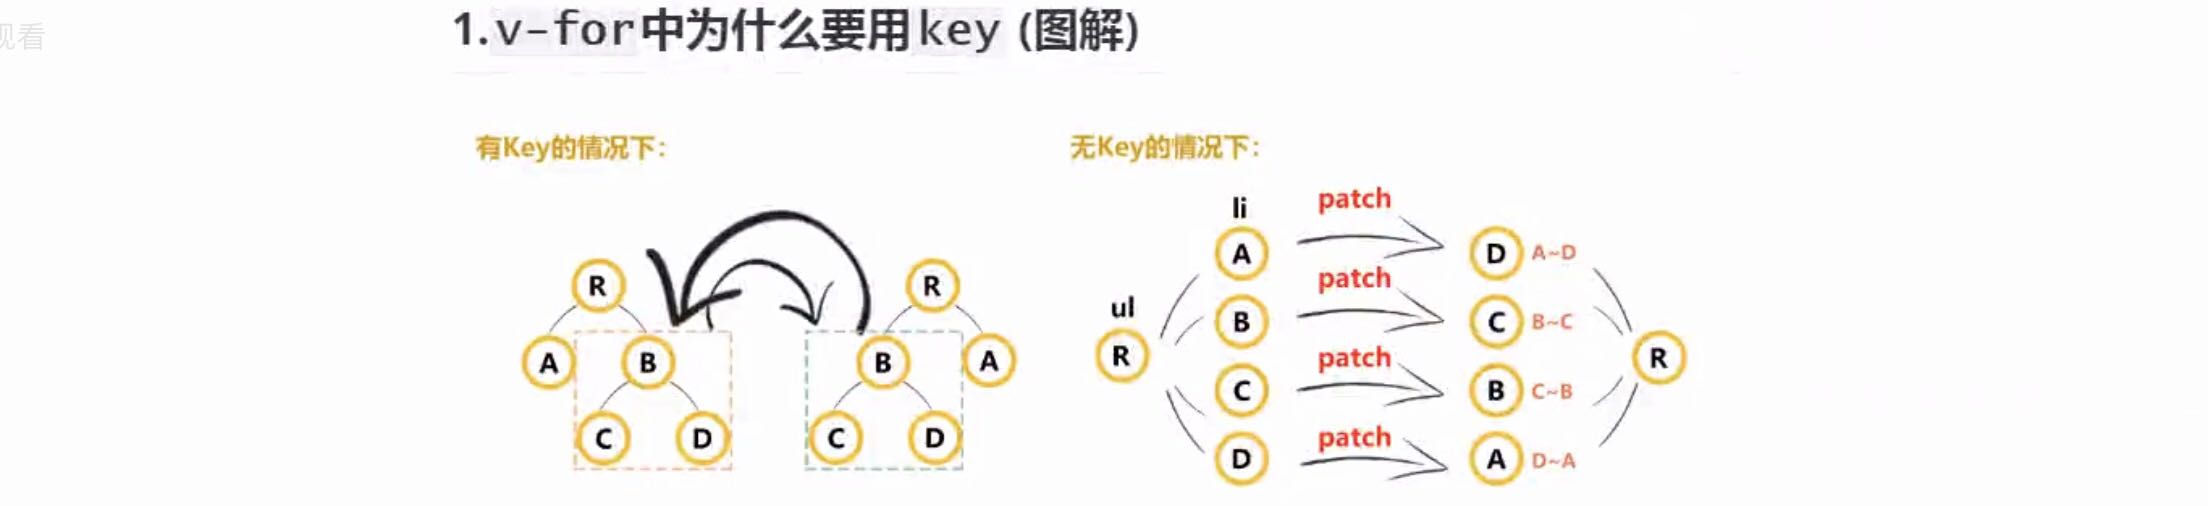 观看
1.v-for中为什么要用key (图解)
有Key的情况下:
R
A
B
C
D
R
B
A
C
D
无Key的情况下:
ul
R
li
A
B
C
D
patch
patch
patch
patch
D A~D
C B~C
B C~B
A D~A
R